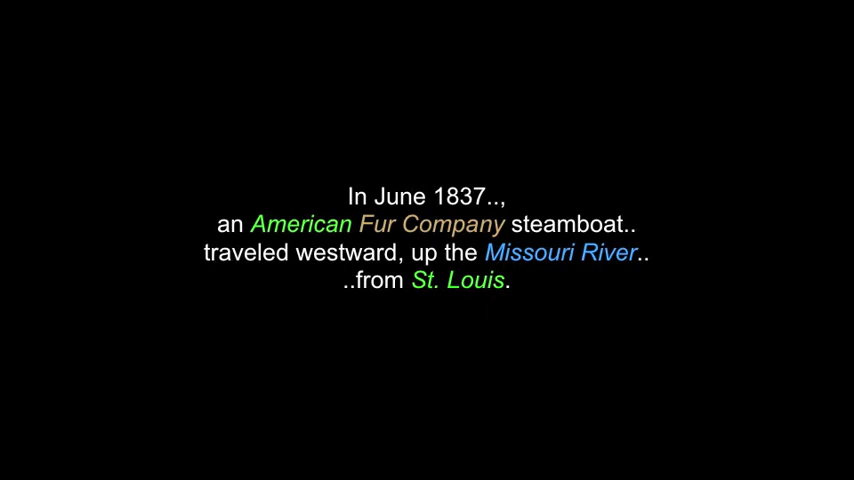 In June 1837..,
an American Fur Company steamboat..
traveled westward, up the Missouri River..
..from St. Louis.